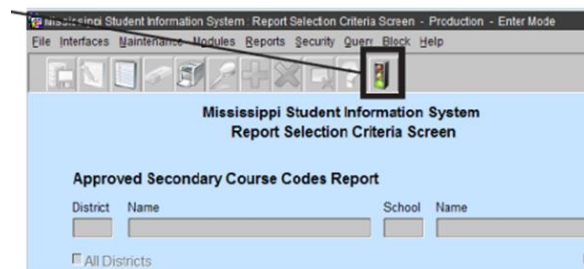 Mississippi Student Information System : Report Selection Criteria Screen - Production - Enter Mode
File Interfaces Maintenance Modules Reports Security Query Block Help
Mississippi Student Information System
Report Selection Criteria Screen
Approved Secondary Course Codes Report
District Name School Name
All Districts